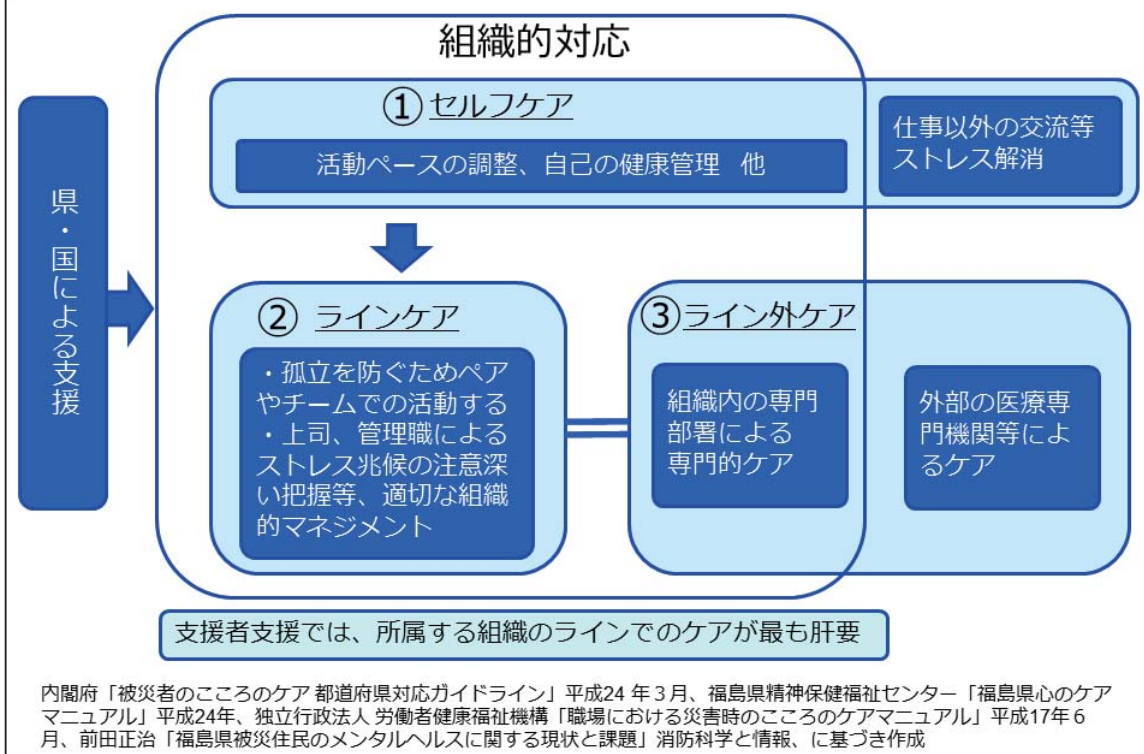 組織的対応
県・国による支援
① セルフケア
活動ペースの調整、自己の健康管理 他
仕事以外の交流等
ストレス解消
② ラインケア
・孤立を防ぐためペア
やチームでの活動する
・上司、管理職による
ストレス兆候の注意深
い把握等、適切な組織
的マネジメント
③ライン外ケア
組織内の専門
部署による
専門的ケア
外部の医療専
門機関等によ
るケア
支援者支援では、所属する組織のラインでのケアが最も肝要
内閣府「被災者のこころのケア 都道府県対応ガイドライン」平成24 年３月、福島県精神保健福祉センター「福島県心のケア
マニュアル」平成24年、独立行政法人 労働者健康福祉機構「職場における災害時のこころのケアマニュアル」平成17年６
月、前田正治「福島県被災住民のメンタルヘルスに関する現状と課題」消防科学と情報、に基づき作成